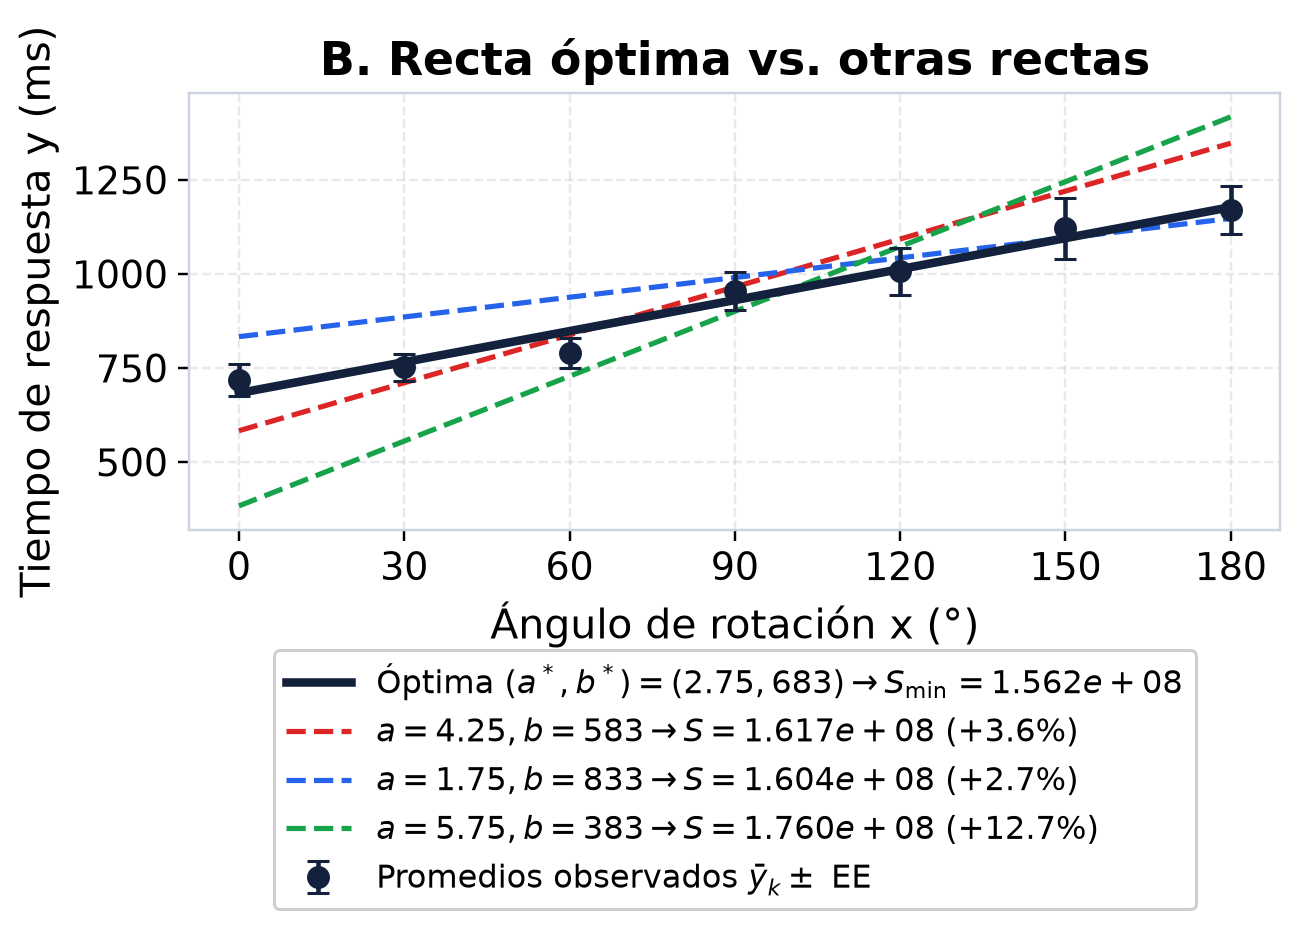 B. Recta óptima vs. otras rectas
Tiempo de respuesta y (ms)
1250
1000
750
500
0 30 60 90 120 150 180
Ángulo de rotación x (°)
Óptima (a*, b*) = (2.75, 683) → S_min = 1.562e + 08
a = 4.25, b = 583 → S = 1.617e + 08 (+3.6%)
a = 1.75, b = 833 → S = 1.604e + 08 (+2.7%)
a = 5.75, b = 383 → S = 1.760e + 08 (+12.7%)
Promedios observados ȳ_k ± EE